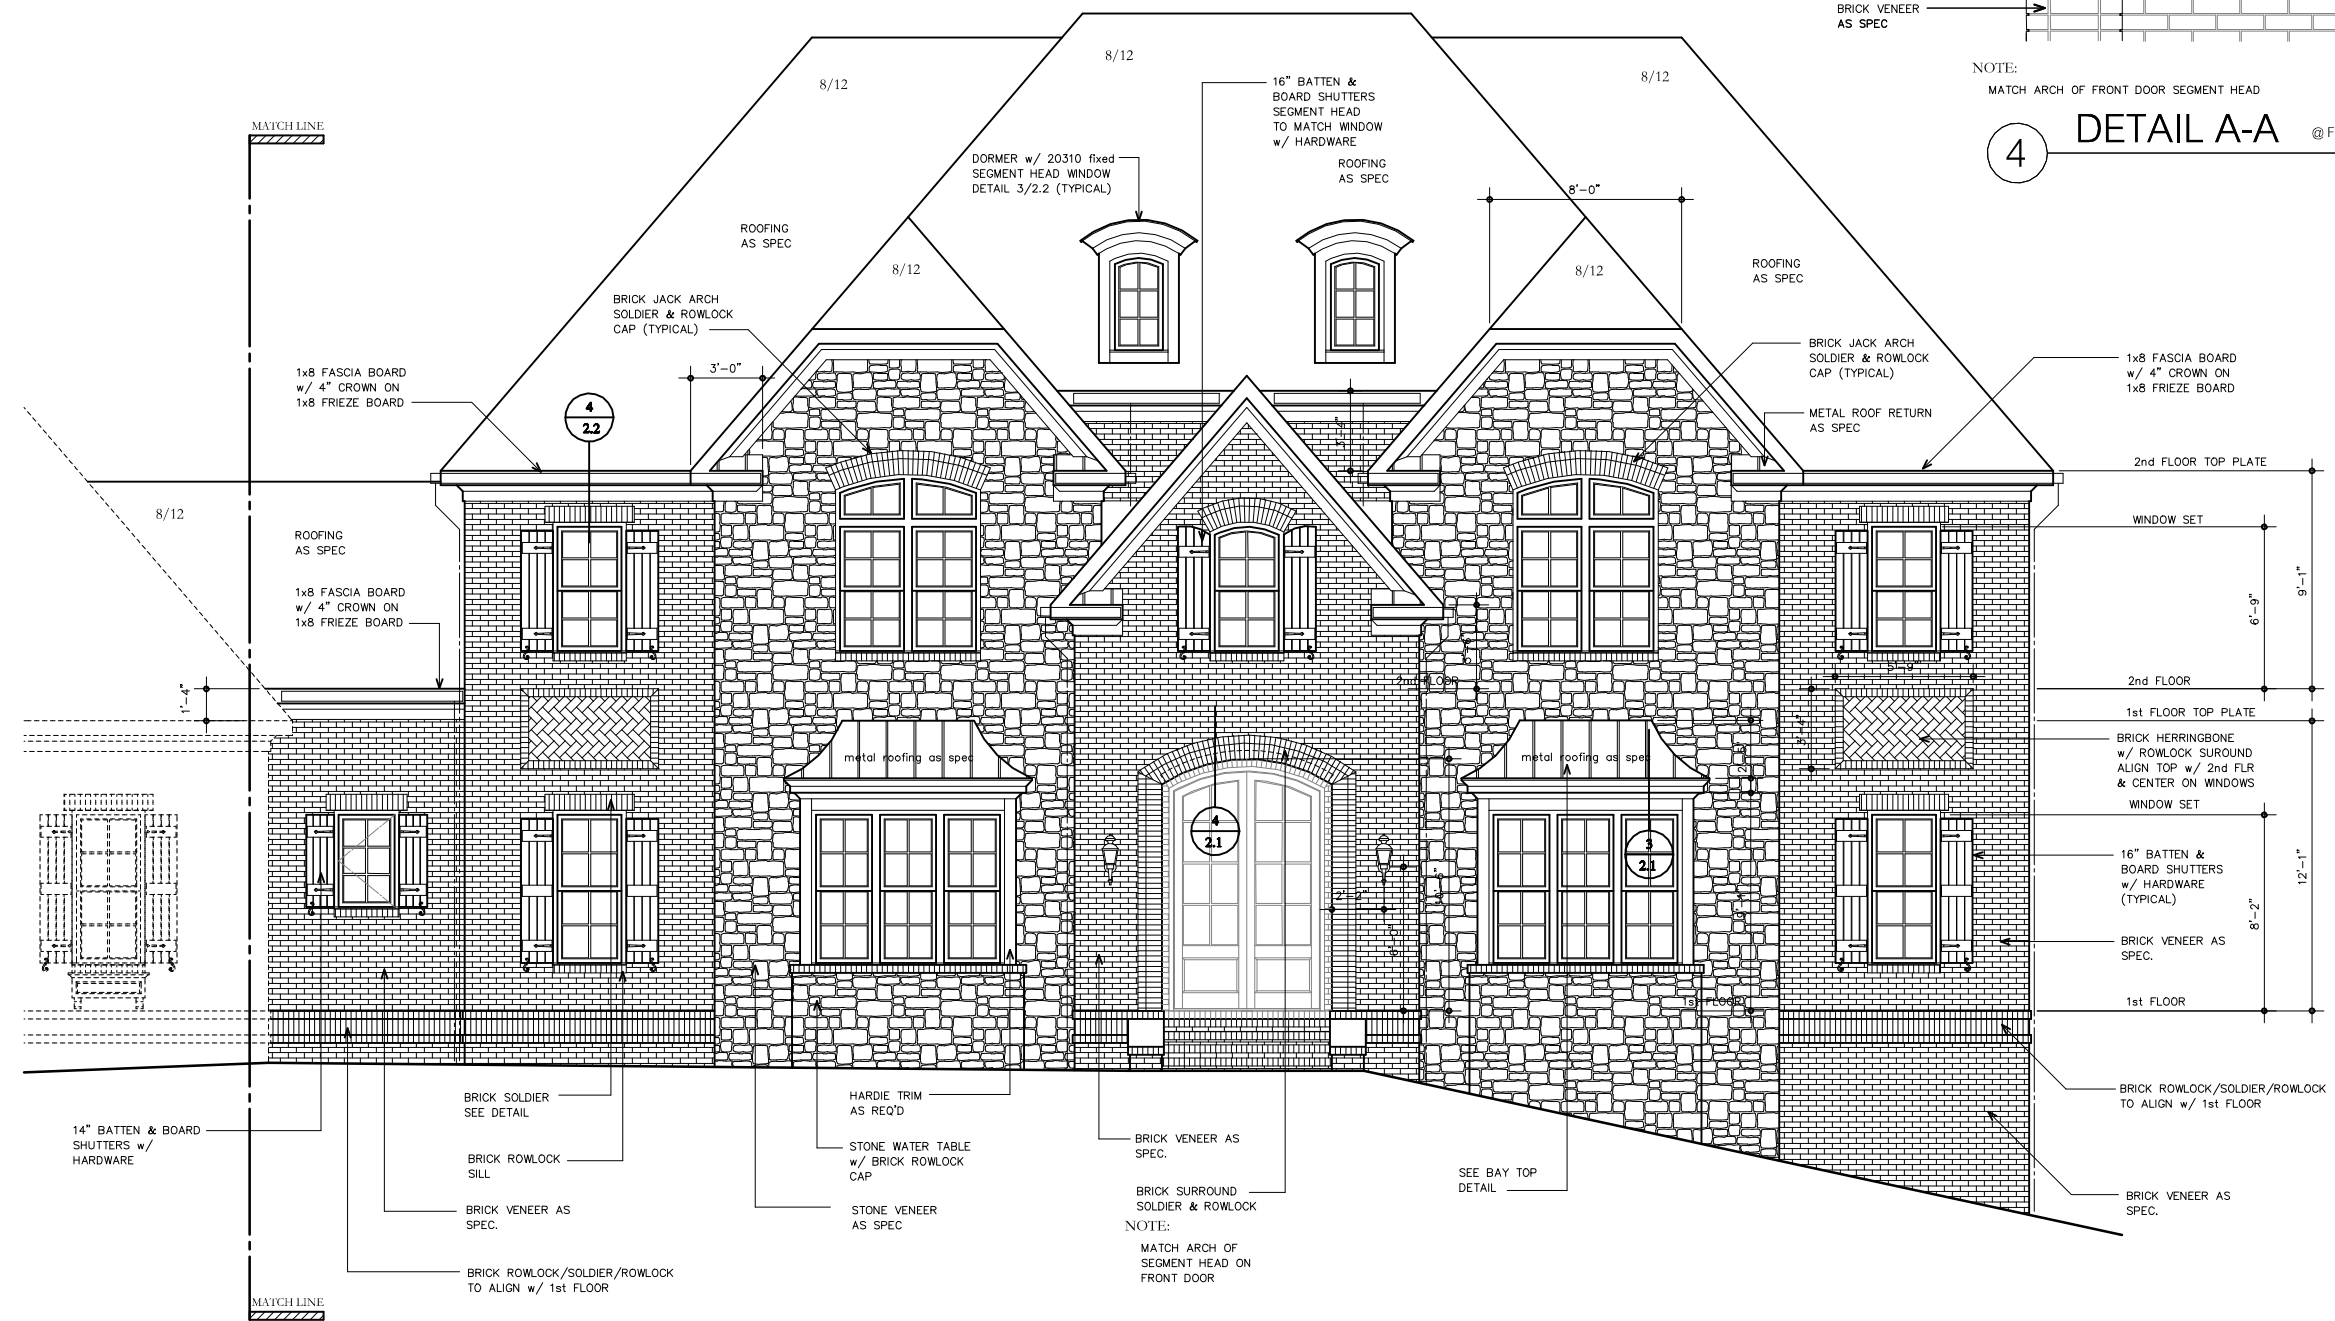 BRICK VENEER
AS SPEC
NOTE:
MATCH ARCH OF FRONT DOOR SEGMENT HEAD
4
DETAIL A-A
@ F
8/12
8/12
8/12
MATCH LINE
16" BATTEN &
BOARD SHUTTERS
SEGMENT HEAD
TO MATCH WINDOW
w/ HARDWARE
DORMER w/ 20310 fixed
SEGMENT HEAD WINDOW
DETAIL 3/2.2 (TYPICAL)
ROOFING
AS SPEC
8'-0"
ROOFING
AS SPEC
8/12
8/12
ROOFING
AS SPEC
BRICK JACK ARCH
SOLDIER & ROWLOCK
CAP (TYPICAL)
BRICK JACK ARCH
SOLDIER & ROWLOCK
CAP (TYPICAL)
1x8 FASCIA BOARD
w/ 4" CROWN ON
1x8 FRIEZE BOARD
3'-0"
1x8 FASCIA BOARD
w/ 4" CROWN ON
1x8 FRIEZE BOARD
4
2.2
METAL ROOF RETURN
AS SPEC
3'-4"
2nd FLOOR TOP PLATE
8/12
ROOFING
AS SPEC
WINDOW SET
9'-1"
6'-9"
1x8 FASCIA BOARD
w/ 4" CROWN ON
1x8 FRIEZE BOARD
5'-9"
2nd FLOOR
2nd FLOOR
1'-4"
1st FLOOR TOP PLATE
3'-4"
BRICK HERRINGBONE
w/ ROWLOCK SUROUND
ALIGN TOP w/ 2nd FLR
& CENTER ON WINDOWS
metal roofing as spec
metal roofing as spec
WINDOW SET
4
2.1
3
2.1
16" BATTEN &
BOARD SHUTTERS
w/ HARDWARE
(TYPICAL)
12'-1"
8'-2"
2'-2"
6'-0"
BRICK VENEER AS
SPEC.
1st FLOOR
1st FLOOR
BRICK SOLDIER
SEE DETAIL
HARDIE TRIM
AS REQ'D
BRICK ROWLOCK/SOLDIER/ROWLOCK
TO ALIGN w/ 1st FLOOR
14" BATTEN & BOARD
SHUTTERS w/
HARDWARE
BRICK ROWLOCK
SILL
STONE WATER TABLE
w/ BRICK ROWLOCK
CAP
BRICK VENEER AS
SPEC.
SEE BAY TOP
DETAIL
BRICK SURROUND
SOLDIER & ROWLOCK
NOTE:
MATCH ARCH OF
SEGMENT HEAD ON
FRONT DOOR
BRICK VENEER AS
SPEC.
BRICK VENEER AS
SPEC.
STONE VENEER
AS SPEC
BRICK ROWLOCK/SOLDIER/ROWLOCK
TO ALIGN w/ 1st FLOOR
MATCH LINE